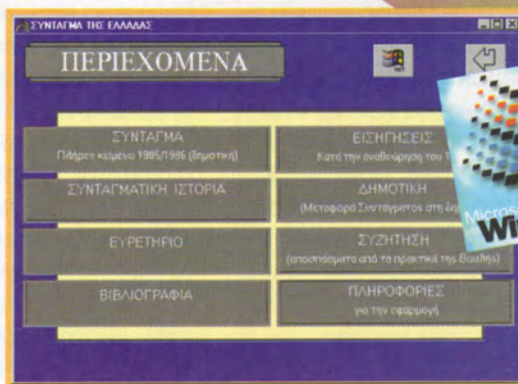 ΣΥΝΤΑΓΜΑ ΤΗΣ ΕΛΛΑΔΑΣ
ΠΕΡΙΕΧΟΜΕΝΑ
ΣΥΝΤΑΓΜΑ
Πλήρες κείμενο 1985/1986 (δημοτική)
ΣΥΝΤΑΓΜΑΤΙΚΗ ΙΣΤΟΡΙΑ
ΕΥΡΕΤΗΡΙΟ
ΒΙΒΛΙΟΓΡΑΦΙΑ
ΕΙΣΗΓΗΣΕΙΣ
Κατά την αναθεώρηση του
ΔΗΜΟΤΙΚΗ
(Μεταφορά Συντάγματος στη
ΣΥΖΗΤΗΣΗ
(αποσπάσματα από τα πρακτικά της Βουλής)
ΠΛΗΡΟΦΟΡΙΕΣ
για την εφαρμογή
Microsoft
Wi